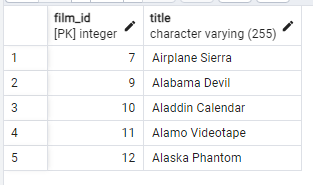 film_id title
[PK] integer character varying (255)
1 7 Airplane Sierra
2 9 Alabama Devil
3 10 Aladdin Calendar
4 11 Alamo Videotape
5 12 Alaska Phantom